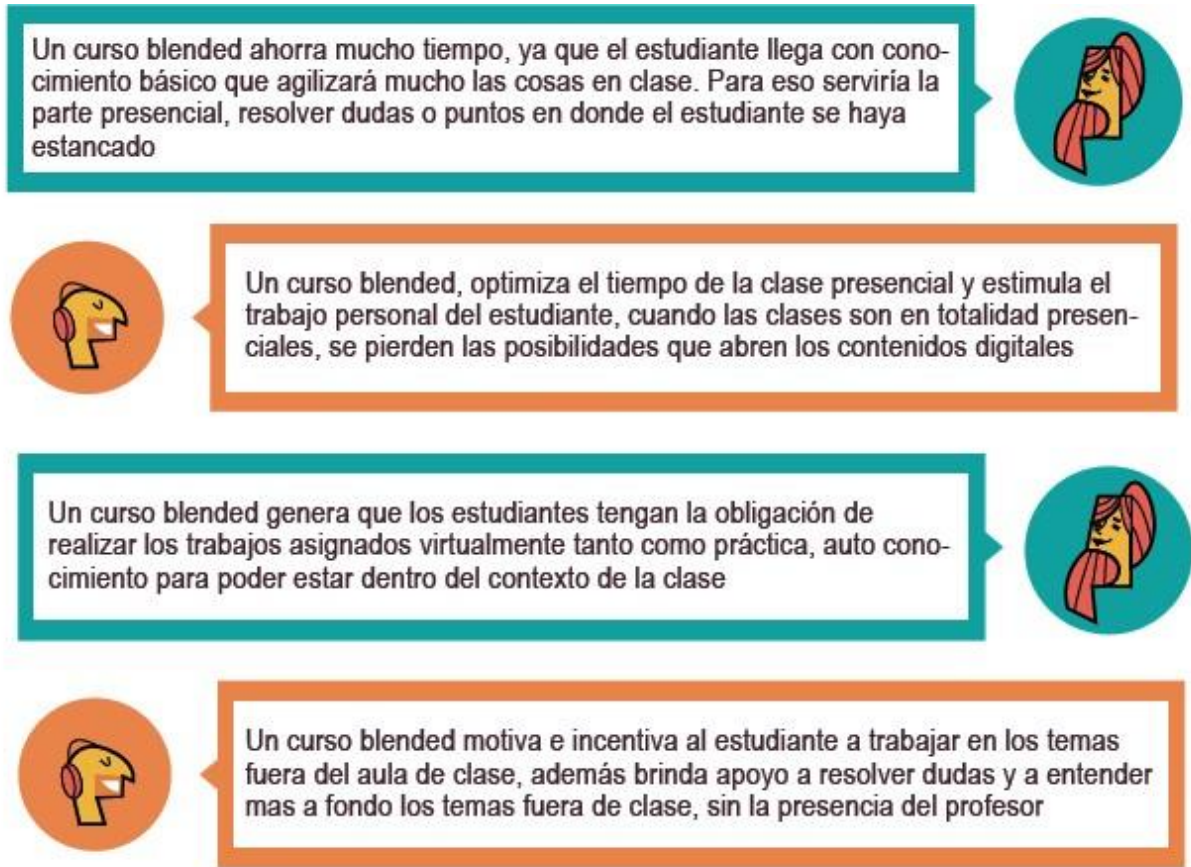 Un curso blended ahorra mucho tiempo, ya que el estudiante llega con cono-
cimiento básico que agilizará mucho las cosas en clase. Para eso serviría la
parte presencial, resolver dudas o puntos en donde el estudiante se haya
estancado
Un curso blended, optimiza el tiempo de la clase presencial y estimula el
trabajo personal del estudiante, cuando las clases son en totalidad presen-
ciales, se pierden las posibilidades que abren los contenidos digitales
Un curso blended genera que los estudiantes tengan la obligación de
realizar los trabajos asignados virtualmente tanto como práctica, auto cono-
cimiento para poder estar dentro del contexto de la clase
Un curso blended motiva e incentiva al estudiante a trabajar en los temas
fuera del aula de clase, además brinda apoyo a resolver dudas y a entender
mas a fondo los temas fuera de clase, sin la presencia del profesor